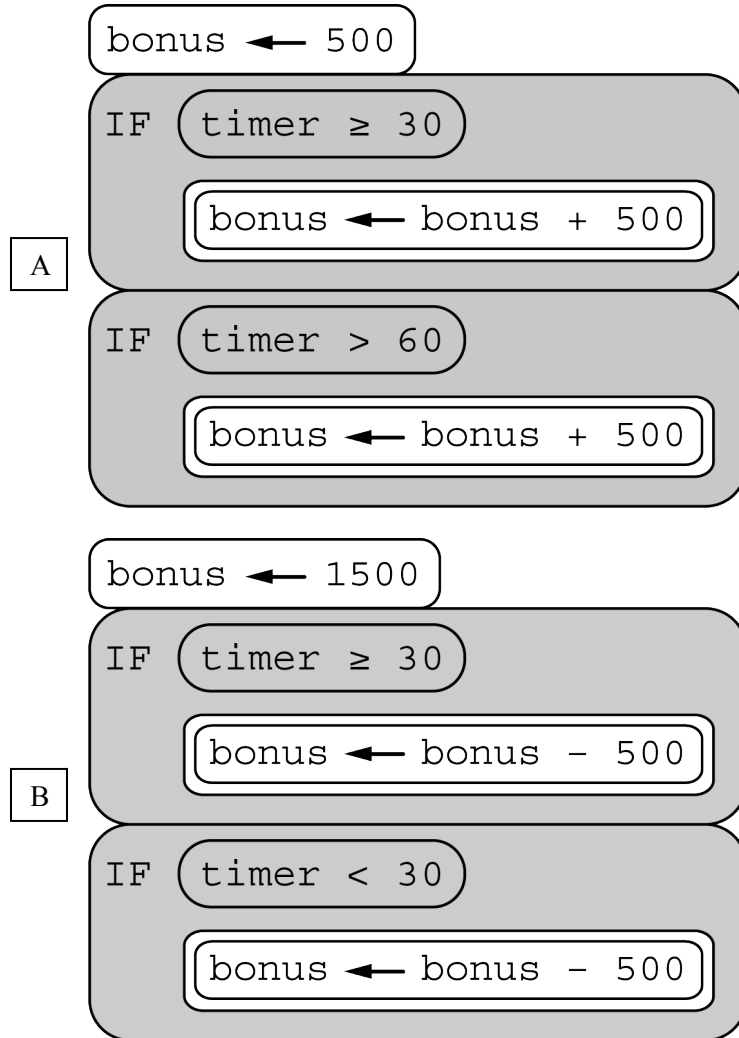 bonus ← 500
IF timer ≥ 30
bonus ← bonus + 500
A
IF timer > 60
bonus ← bonus + 500
bonus ← 1500
IF timer ≥ 30
bonus ← bonus - 500
B
IF timer < 30
bonus ← bonus - 500